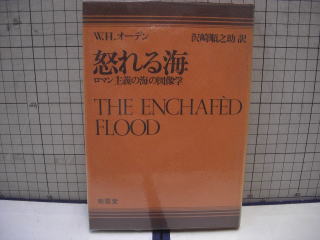 W.H.オーデン 沢崎順之助 訳
怒れる海
ロマン主義の海の図像学
THE ENCHAFÈD
FLOOD
南雲堂